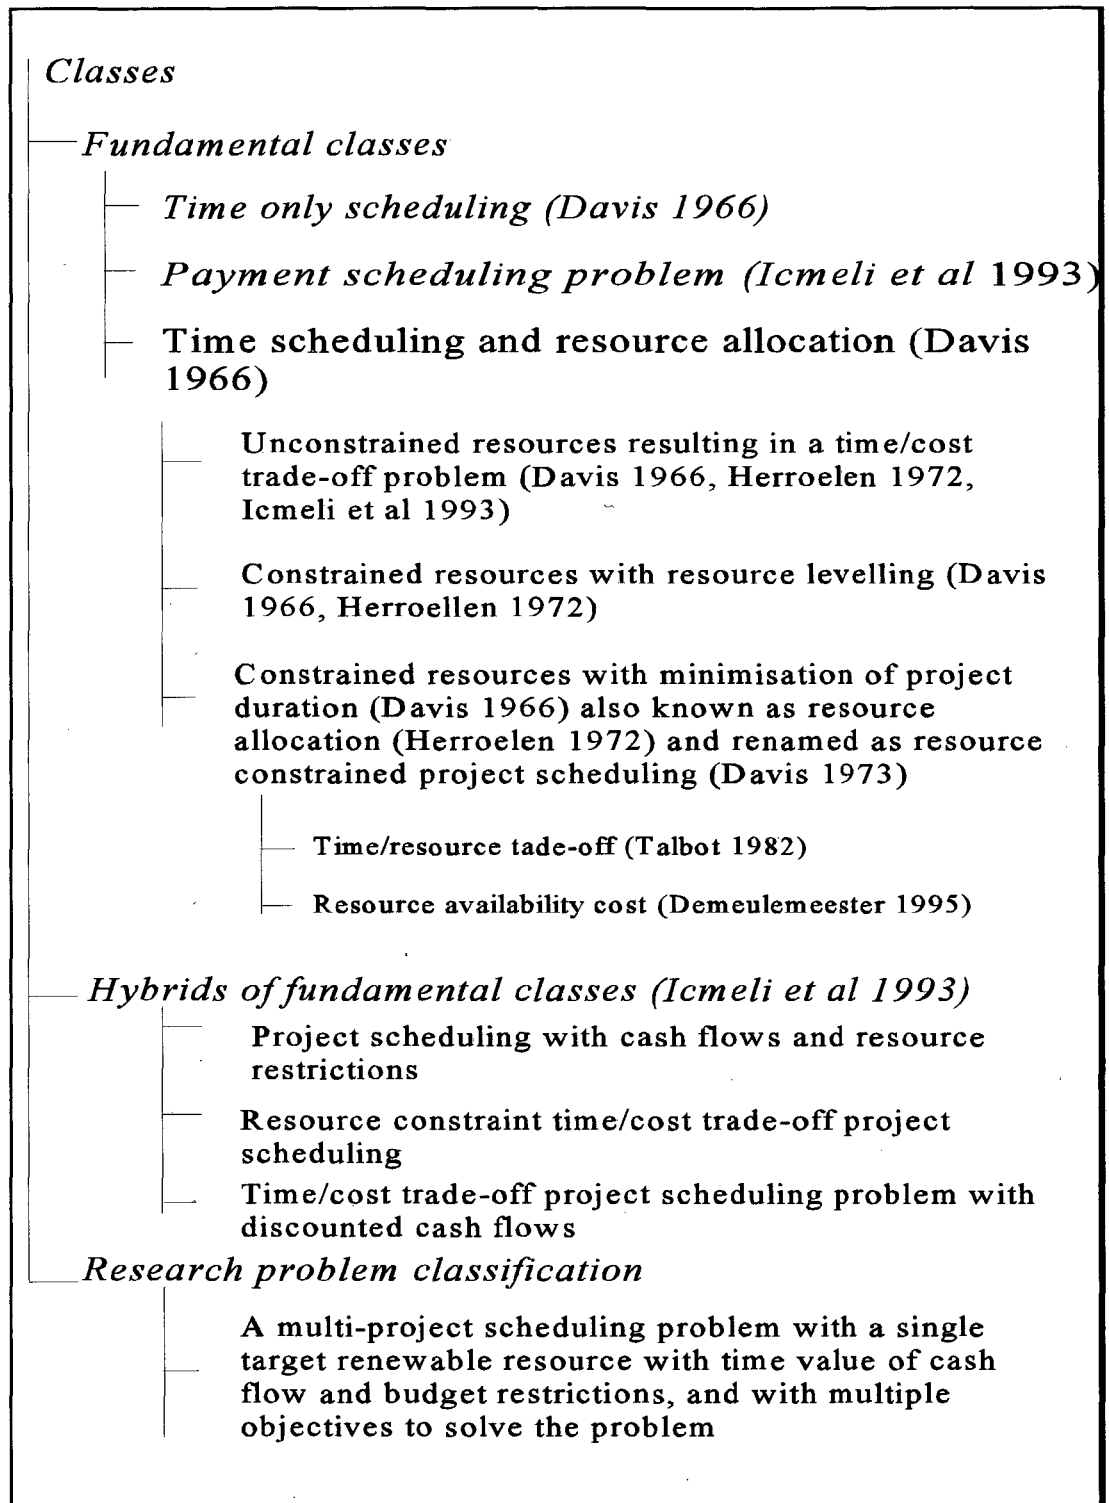 Classes
Fundamental classes
Time only scheduling (Davis 1966)
Payment scheduling problem (Icmeli et al 1993)
Time scheduling and resource allocation (Davis
1966)
Unconstrained resources resulting in a time/cost
trade-off problem (Davis 1966, Herroelen 1972,
Icmeli et al 1993)
Constrained resources with resource levelling (Davis
1966, Herroellen 1972)
Constrained resources with minimisation of project
duration (Davis 1966) also known as resource
allocation (Herroelen 1972) and renamed as resource
constrained project scheduling (Davis 1973)
Time/resource tade-off (Talbot 1982)
Resource availability cost (Demeulemeester 1995)
Hybrids of fundamental classes (Icmeli et al 1993)
Project scheduling with cash flows and resource
restrictions
Resource constraint time/cost trade-off project
scheduling
Time/cost trade-off project scheduling problem with
discounted cash flows
Research problem classification
A multi-project scheduling problem with a single
target renewable resource with time value of cash
flow and budget restrictions, and with multiple
objectives to solve the problem